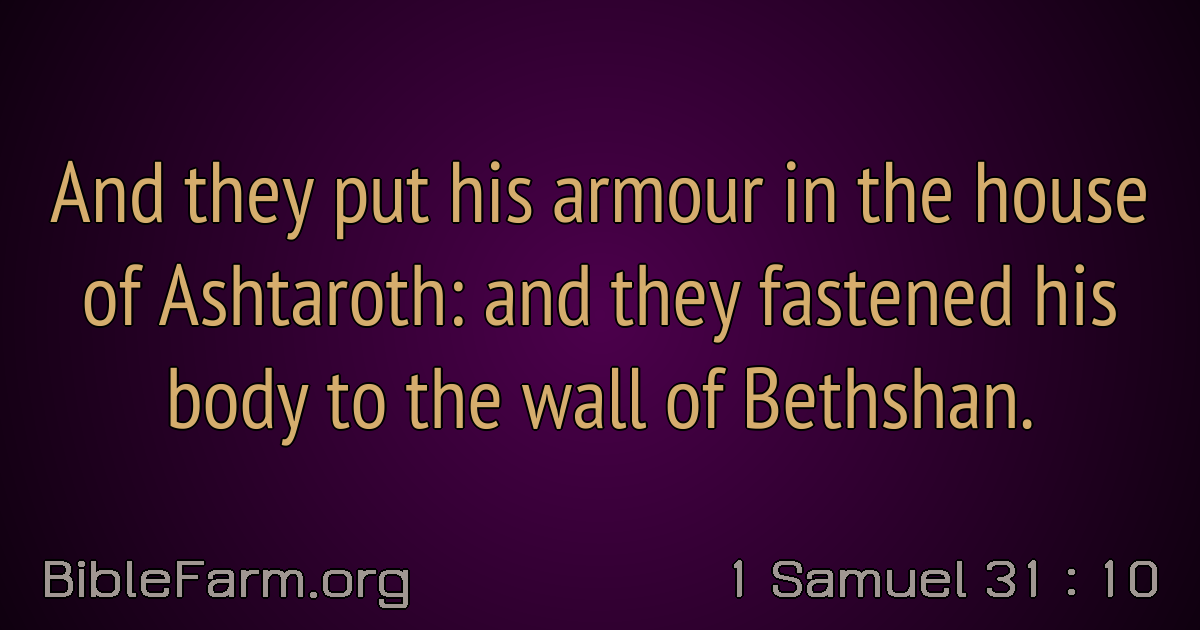 And they put his armour in the house
of Ashtaroth: and they fastened his
body to the wall of Bethshan.
BibleFarm.org
1 Samuel 31 : 10